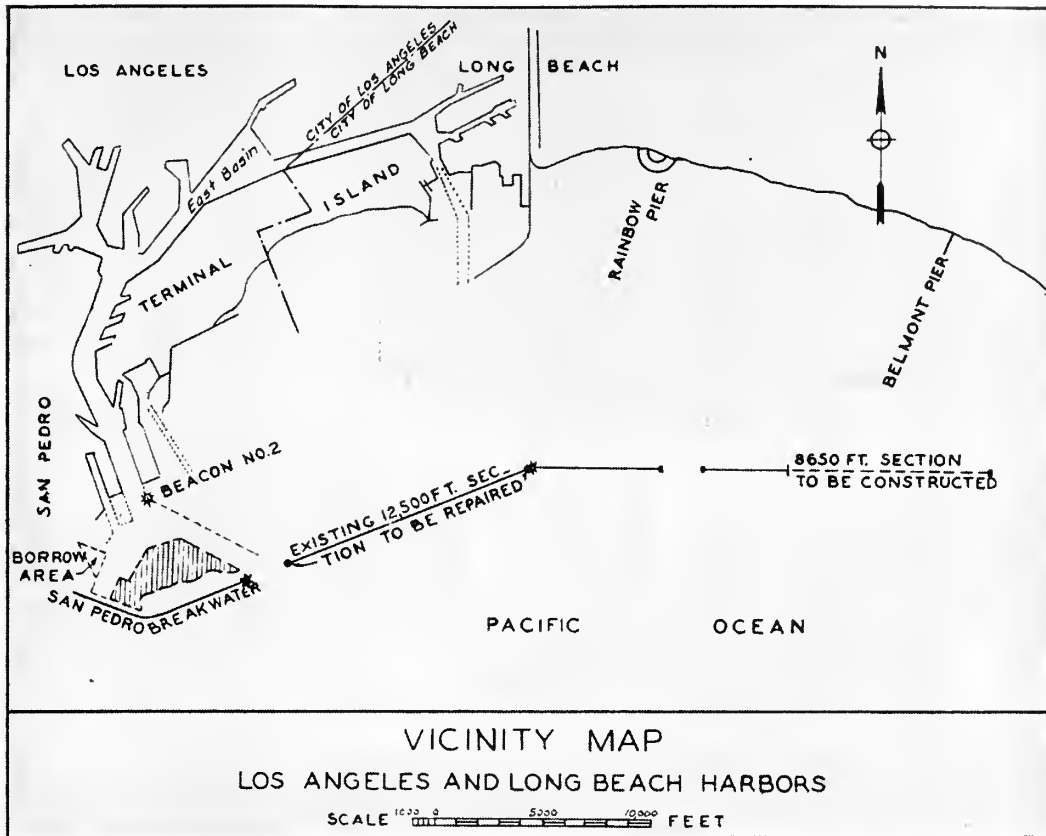 LOS ANGELES
CITY OF LOS ANGELES
CITY OF LONG BEACH
LONG BEACH
N
East Basin
ISLAND
TERMINAL
RAINBOW PIER
BELMONT PIER
SAN PEDRO
BEACON NO.2
EXISTING 12,500 FT. SEC-
TION TO BE REPAIRED
8650 FT. SECTION
TO BE CONSTRUCTED
BORROW
AREA
SAN PEDRO BREAKWATER
PACIFIC OCEAN
VICINITY MAP
LOS ANGELES AND LONG BEACH HARBORS
SCALE 1000 0 5000 10,000 FEET